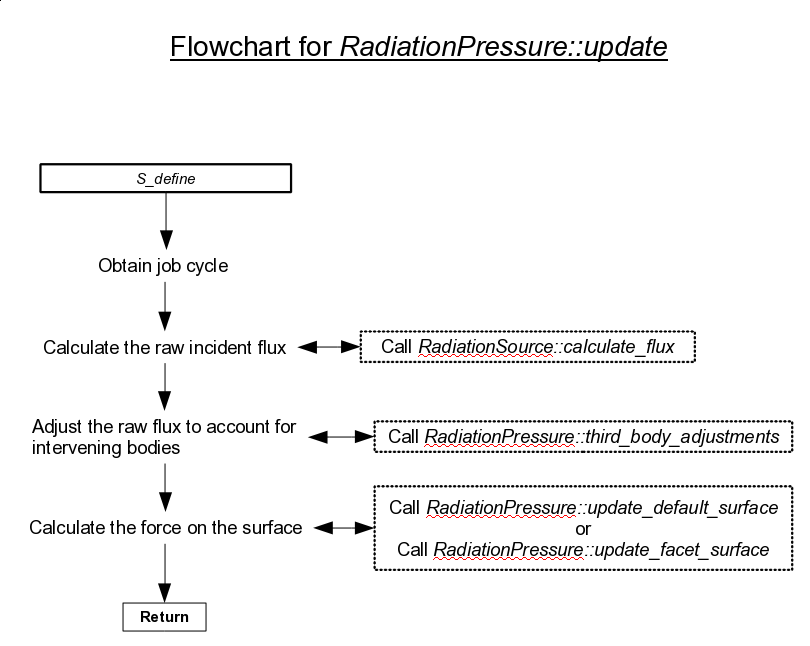 Flowchart for RadiationPressure::update
S_define
Obtain job cycle
Calculate the raw incident flux
Call RadiationSource::calculate_flux
Adjust the raw flux to account for
intervening bodies
Call RadiationPressure::third_body_adjustments
Calculate the force on the surface
Call RadiationPressure::update_default_surface
or
Call RadiationPressure::update_facet_surface
Return